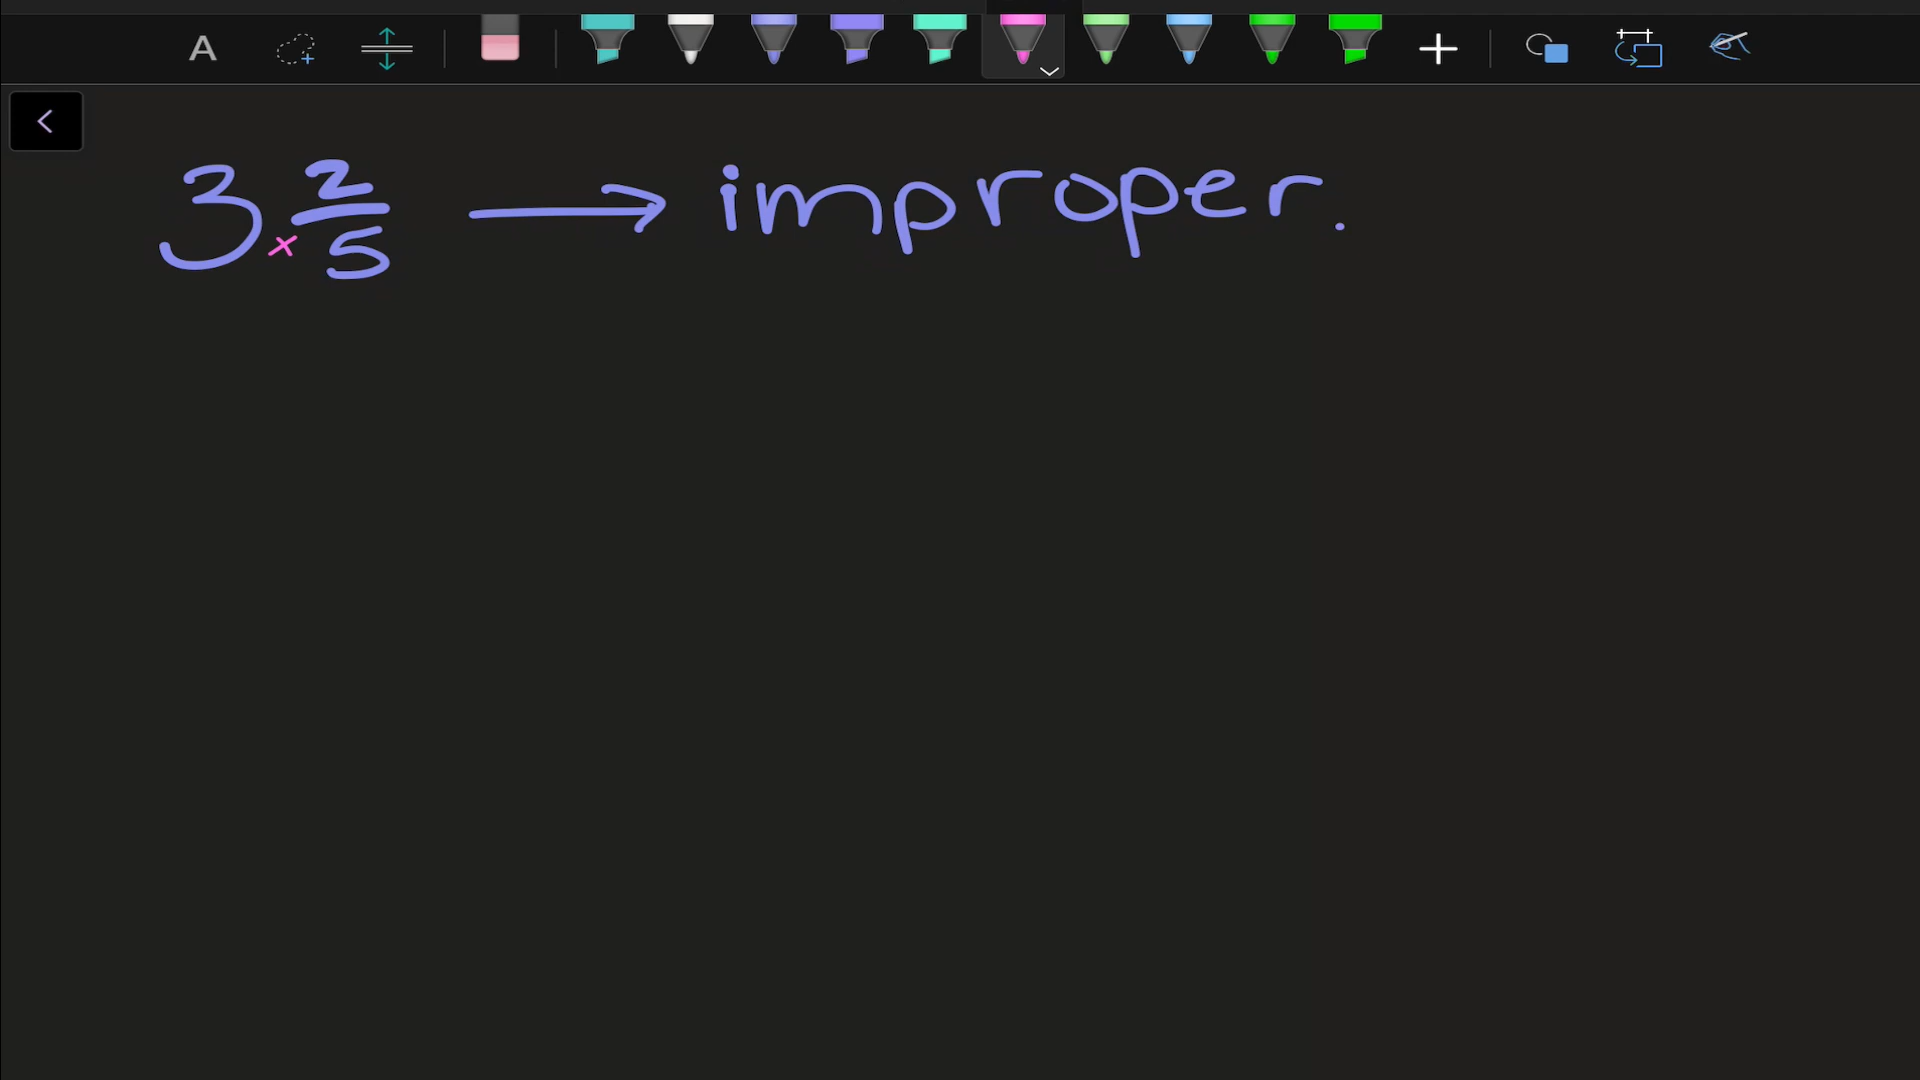 A
3 × 2/5 → improper.